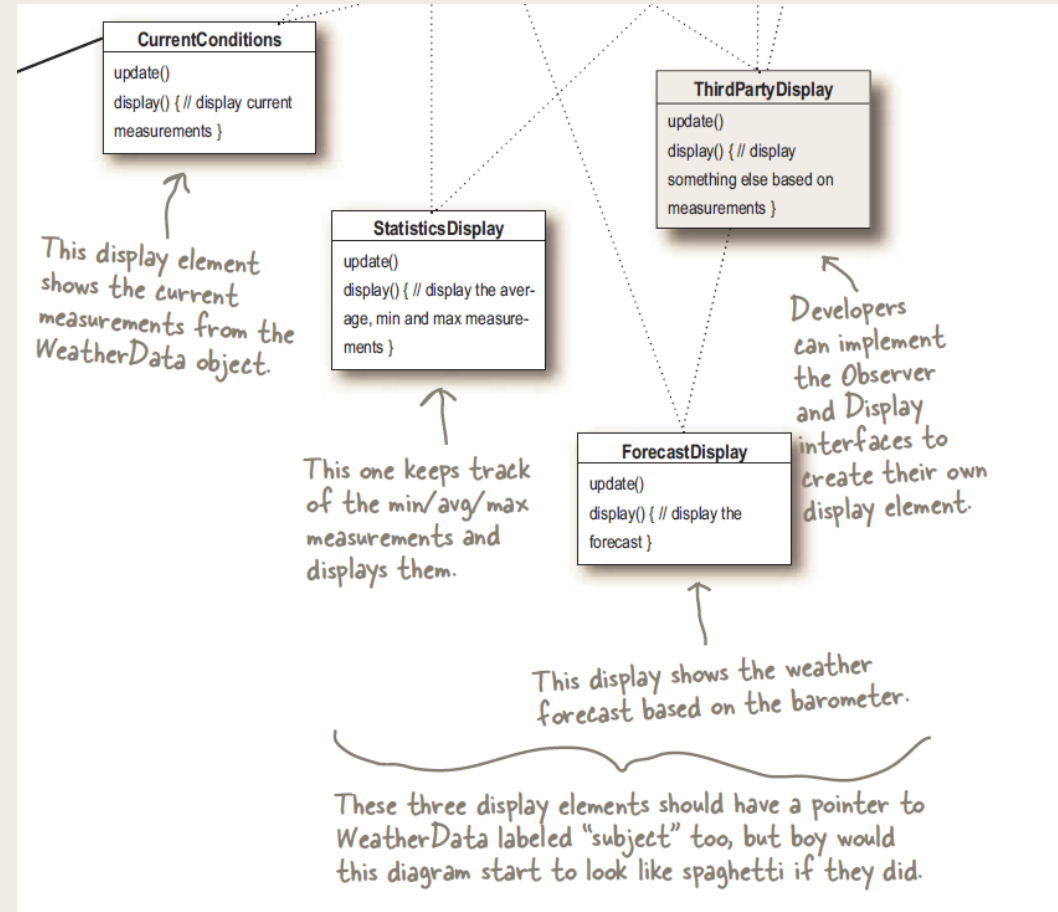 CurrentConditions
update()
display() { // display current
measurements }
This display element
shows the current
measurements from the
WeatherData object.
StatisticsDisplay
update()
display() { // display the aver-
age, min and max measure-
ments }
This one keeps track
of the min/avg/max
measurements and
displays them.
ThirdPartyDisplay
update()
display() { // display
something else based on
measurements }
Developers
can implement
the Observer
and Display
interfaces to
create their own
display element.
ForecastDisplay
update()
display() { // display the
forecast }
This display shows the weather
forecast based on the barometer.
These three display elements should have a pointer to
WeatherData labeled “subject” too, but boy would
this diagram start to look like spaghetti if they did.